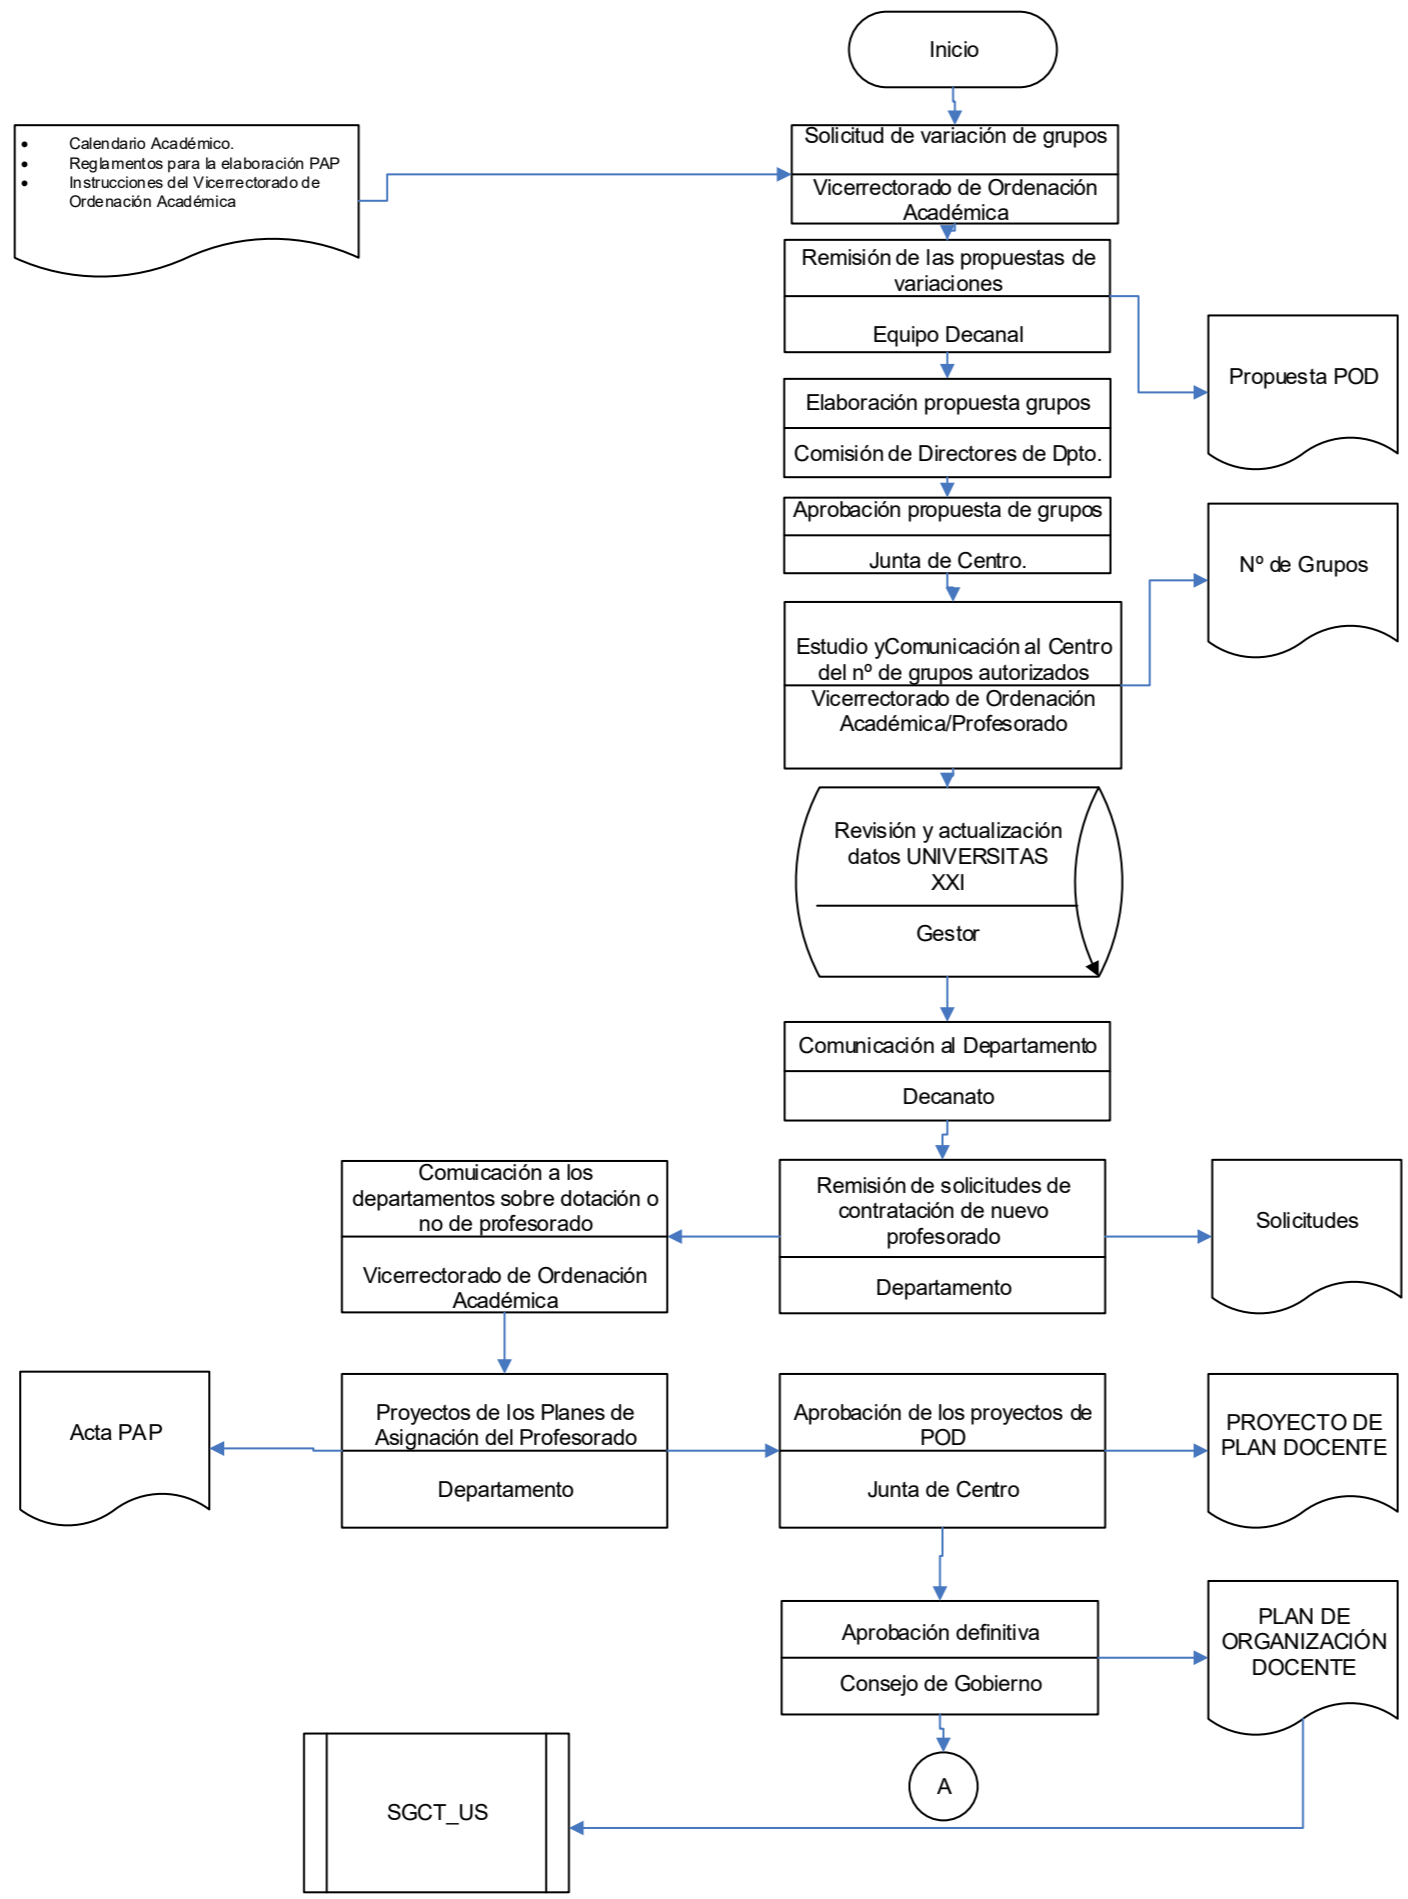 Inicio
• Calendario Académico.
• Reglamentos para la elaboración PAP
• Instrucciones del Vicerrectorado de
Ordenación Académica
Solicitud de variación de grupos
Vicerrectorado de Ordenación
Académica
Remisión de las propuestas de
variaciones
Equipo Decanal
Propuesta POD
Elaboración propuesta grupos
Comisión de Directores de Dpto.
Aprobación propuesta de grupos
Junta de Centro.
Nº de Grupos
Estudio yComunicación al Centro
del nº de grupos autorizados
Vicerrectorado de Ordenación
Académica/Profesorado
Revisión y actualización
datos UNIVERSITAS
XXI
Gestor
Comunicación al Departamento
Decanato
Comuicación a los
departamentos sobre dotación o
no de profesorado
Vicerrectorado de Ordenación
Académica
Remisión de solicitudes de
contratación de nuevo
profesorado
Departamento
Solicitudes
Acta PAP
Proyectos de los Planes de
Asignación del Profesorado
Departamento
Aprobación de los proyectos de
POD
Junta de Centro
PROYECTO DE
PLAN DOCENTE
Aprobación definitiva
Consejo de Gobierno
PLAN DE
ORGANIZACIÓN
DOCENTE
A
SGCT_US